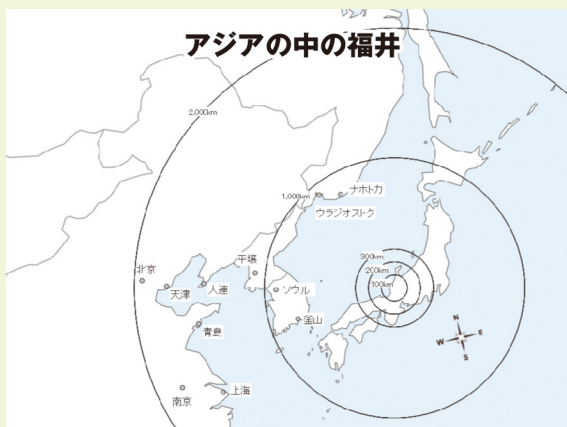 アジアの中の福井
2,000km
1,000km
ナホトカ
ウラジオストク
300km
200km
100km
平壌
北京
天津
大連
ソウル
釜山
青島
南京
上海
N
W
E
S